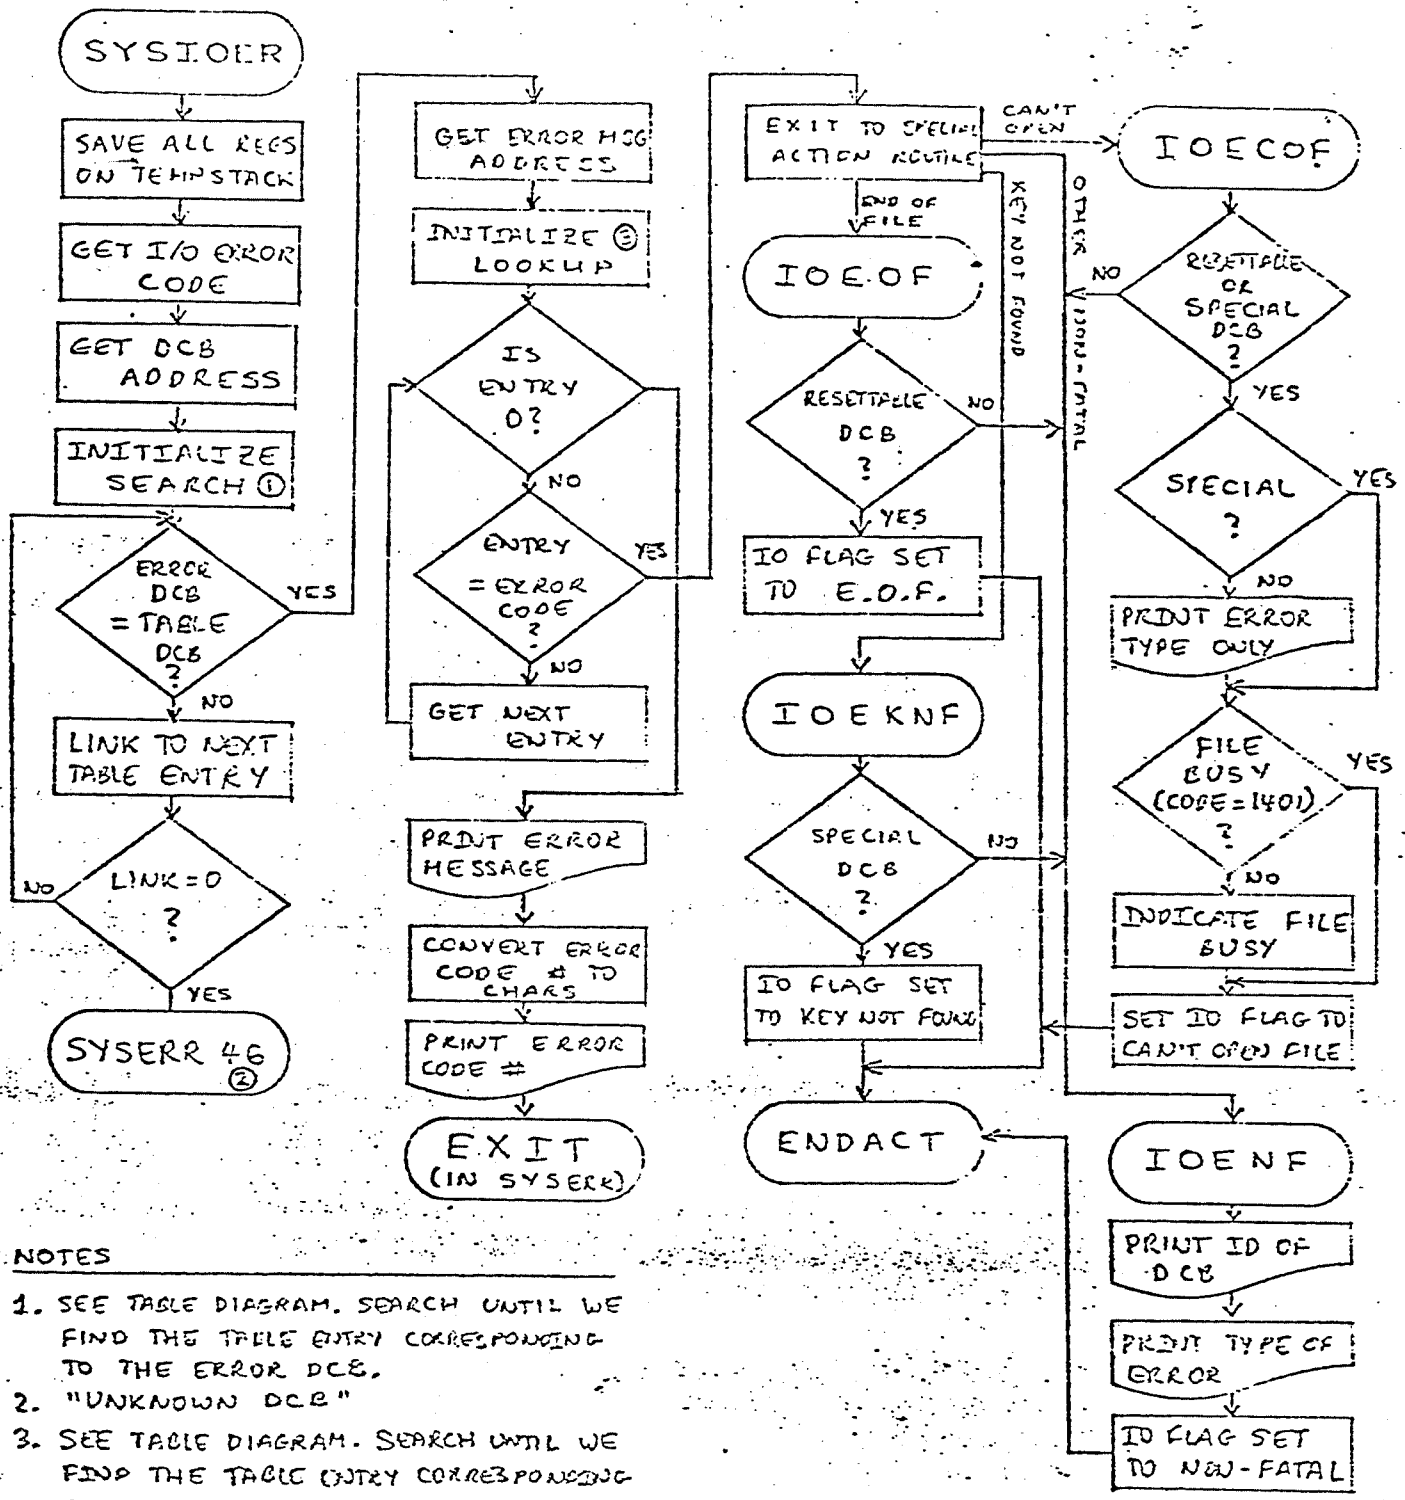 SYSIOER
SAVE ALL REGS
ON TEMPSTACK
GET I/O ERROR
CODE
GET DCB
ADDRESS
INITIALIZE
SEARCH ①
ERROR
DCB
= TABLE
DCB
?
YES
NO
LINK TO NEXT
TABLE ENTRY
LINK = 0
?
NO
YES
SYSERR 46
②
GET ERROR MSG
ADDRESS
INITIALIZE ③
LOOKUP
IS
ENTRY
0?
NO
ENTRY
= ERROR
CODE
?
YES
NO
GET NEXT
ENTRY
PRINT ERROR
MESSAGE
CONVERT ERROR
CODE # TO
CHARS
PRINT ERROR
CODE #
EXIT
(IN SYSERR)
EXIT TO SPECIAL
ACTION ROUTINE
CAN'T
OPEN
END OF
FILE
KEY NOT FOUND
OTHER NON-FATAL
IOEOF
RESETTABLE
DCB
?
NO
YES
IO FLAG SET
TO E.O.F.
IOEKNF
SPECIAL
DCB
?
NO
YES
IO FLAG SET
TO KEY NOT FOUND
ENDACT
IOECOF
RESETTABLE
OR
SPECIAL
DCB
?
NO
YES
SPECIAL
?
YES
NO
PRINT ERROR
TYPE ONLY
FILE
BUSY
(CODE = 1401)
?
YES
NO
INDICATE FILE
BUSY
SET IO FLAG TO
CAN'T OPEN FILE
IOENF
PRINT ID OF
DCB
PRINT TYPE OF
ERROR
IO FLAG SET
TO NON-FATAL
NOTES
1. SEE TABLE DIAGRAM. SEARCH UNTIL WE
FIND THE TABLE ENTRY CORRESPONDING
TO THE ERROR DCB.
2. "UNKNOWN DCB"
3. SEE TABLE DIAGRAM. SEARCH UNTIL WE
FIND THE TABLE ENTRY CORRESPONDING